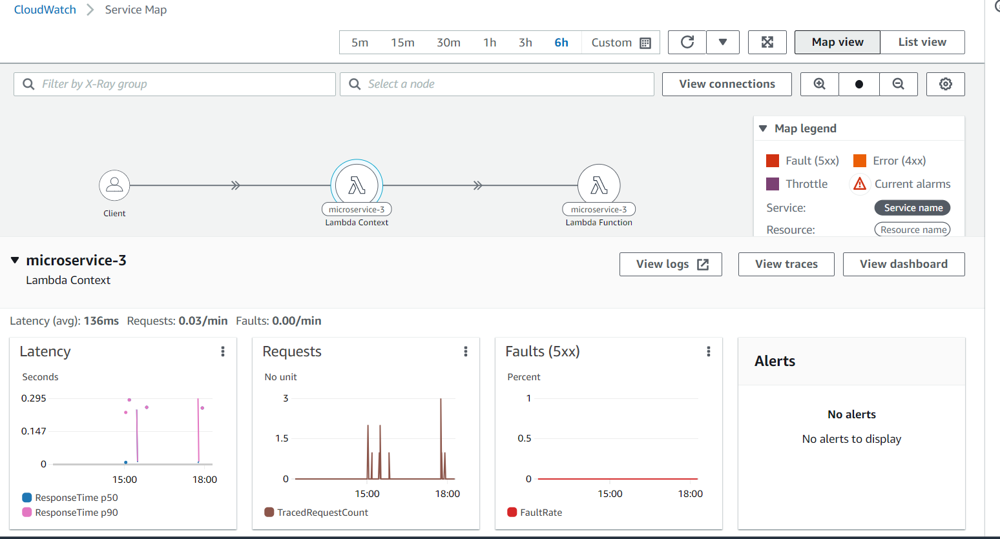 CloudWatch Service Map
5m 15m 30m 1h 3h 6h Custom Map view List view
Filter by X-Ray group Select a node View connections
Map legend
Fault (5xx) Error (4xx)
Throttle Current alarms
Service: Service name
Resource: Resource name
Client
microservice-3
Lambda Context
microservice-3
Lambda Function
microservice-3
Lambda Context
View logs View traces View dashboard
Latency (avg): 136ms Requests: 0.03/min Faults: 0.00/min
Latency
Seconds
0.295
0.147
0
15:00 18:00
ResponseTime p50
ResponseTime p90
Requests
No unit
3
1.5
0
15:00 18:00
TracedRequestCount
Faults (5xx)
Percent
1
0.5
0
15:00 18:00
FaultRate
Alerts
No alerts
No alerts to display